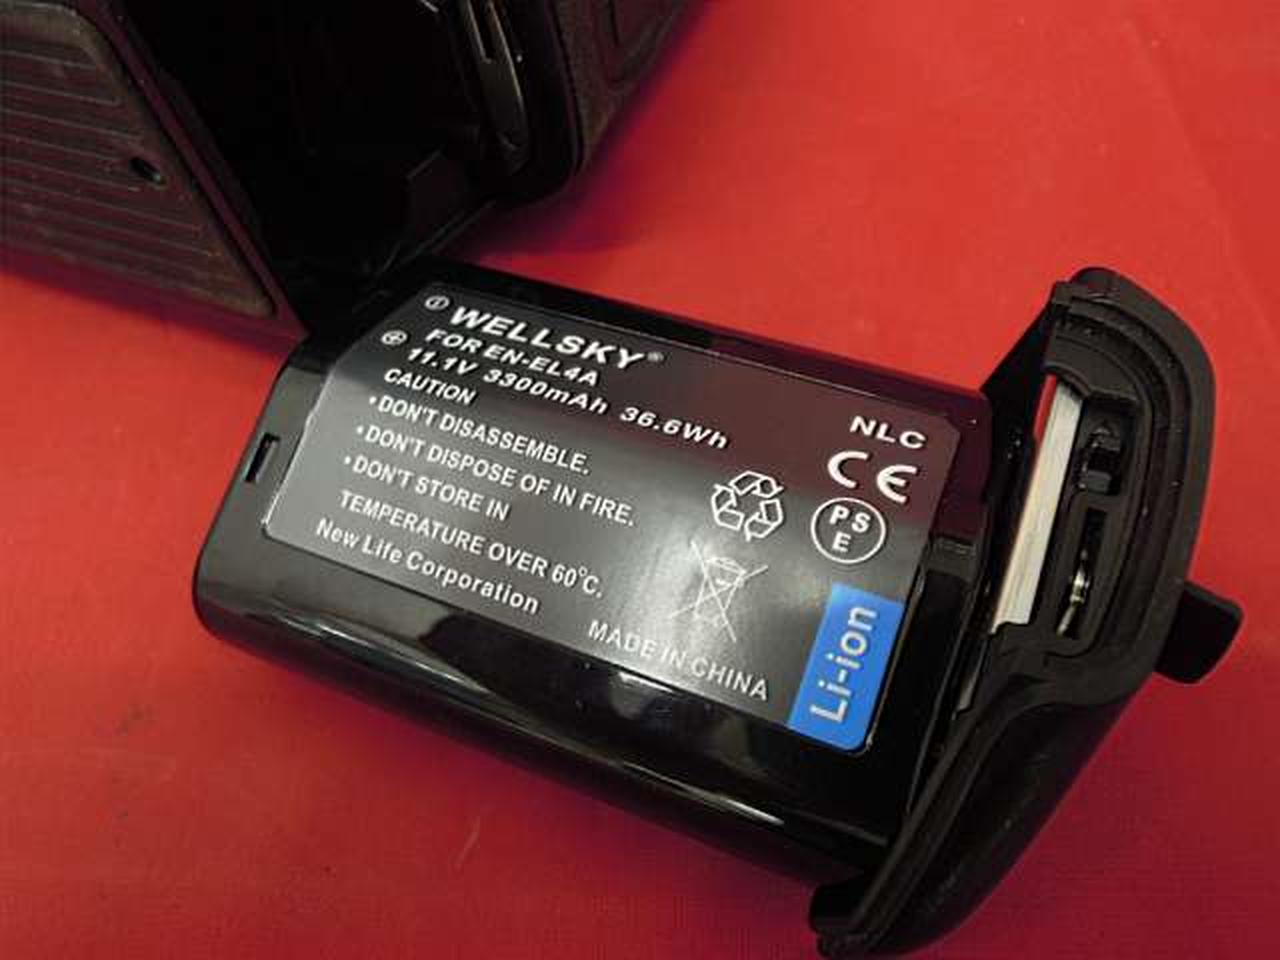 WELLSKY®
FOR EN-EL4A
11.1V 3300mAh 36.6Wh
CAUTION
•DON'T DISASSEMBLE.
•DON'T DISPOSE OF IN FIRE.
•DON'T STORE IN
TEMPERATURE OVER 60°C.
New Life Corporation
MADE IN CHINA
NLC
CE
PS
E
Li-ion